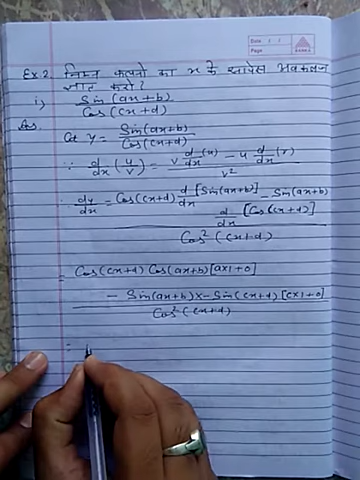 Date / /
Page
Ex.2 निम्न फलनो का x के सापेक्ष अवकलज
ज्ञात करो?
i) Sin(ax+b) / Cos(cx+d)
Ans.
Let y = Sin(ax+b) / Cos(cx+d)
∵ d/dx (u/v) = (v d/dx (u) − u d/dx (v)) / v²
∴ dy/dx = Cos(cx+d) d/dx [Sin(ax+b)] − Sin(ax+b)
d/dx [Cos(cx+d)]
Cos² (cx+d)
= Cos(cx+d) Cos(ax+b) [ax1+0]
− Sin(ax+b) x − Sin(cx+d) [cx1+0]
Cos² (cx+d)
=